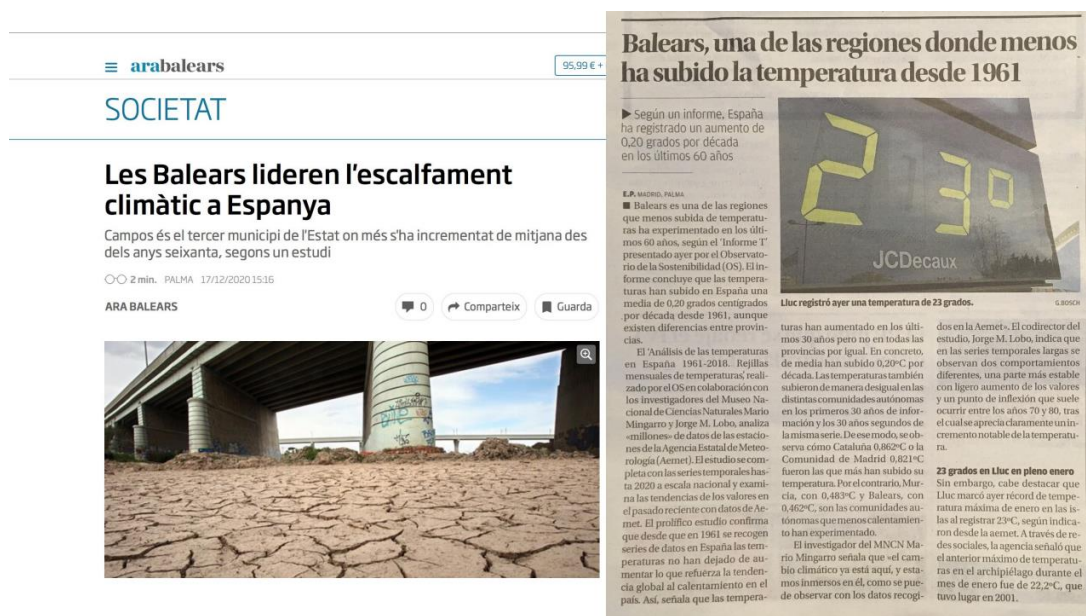 ≡ arabalears
95,99 € +
SOCIETAT
Les Balears lideren l'escalfament
climàtic a Espanya
Campos és el tercer municipi de l'Estat on més s'ha incrementat de mitjana des
dels anys seixanta, segons un estudi
2 min. PALMA 17/12/2020 15:16
ARA BALEARS
0 Comparteix Guarda
Balears, una de las regiones donde menos
ha subido la temperatura desde 1961
▶ Según un informe, España
ha registrado un aumento de
0,20 grados por década
en los últimos 60 años
23º
JCDecaux
Lluc registró ayer una temperatura de 23 grados.
G.BOSCH
E.P. MADRID, PALMA
■ Balears es una de las regiones
que menos subida de temperatu-
ras ha experimentado en los últi-
mos 60 años, según el 'Informe T'
presentado ayer por el Observato-
rio de la Sostenibilidad (OS). El in-
forme concluye que las tempera-
turas han subido en España una
media de 0,20 grados centígrados
por década desde 1961, aunque
existen diferencias entre provin-
cias.
El 'Análisis de las temperaturas
en España 1961-2018. Rejillas
mensuales de temperaturas', reali-
zado por el OS en colaboración con
los investigadores del Museo Na-
cional de Ciencias Naturales Mario
Mingarro y Jorge M. Lobo, analiza
«millones» de datos de las estacio-
nes de la Agencia Estatal de Meteo-
rología (Aemet). El estudio se com-
pleta con las series temporales has-
ta 2020 a escala nacional y exami-
na las tendencias de los valores en
el pasado reciente con datos de Ae-
met. El prolífico estudio confirma
que desde que en 1961 se recogen
series de datos en España las tem-
peraturas no han dejado de au-
mentar lo que refuerza la tenden-
cia global al calentamiento en el
país. Así, señala que las tempera-
turas han aumentado en los últi-
mos 30 años pero no en todas las
provincias por igual. En concreto,
de media han subido 0,20ºC por
década. Las temperaturas también
subieron de manera desigual en las
distintas comunidades autónomas
en los primeros 30 años de infor-
mación y los 30 años segundos de
la misma serie. De ese modo, se ob-
serva cómo Cataluña 0,862ºC o la
Comunidad de Madrid 0,821ºC
fueron las que más han subido su
temperatura. Por el contrario, Mur-
cia, con 0,483ºC y Balears, con
0,462ºC, son las comunidades au-
tónomas que menos calentamien-
to han experimentado.
El investigador del MNCN Ma-
rio Mingarro señala que «el cam-
bio climático ya está aquí, y esta-
mos inmersos en él, como se pue-
de observar con los datos recogi-
dos en la Aemet». El codirector del
estudio, Jorge M. Lobo, indica que
en las series temporales largas se
observan dos comportamientos
diferentes, una parte más estable
con ligero aumento de los valores
y un punto de inflexión que suele
ocurrir entre los años 70 y 80, tras
el cual se aprecia claramente un in-
cremento notable de la temperatu-
ra.
23 grados en Lluc en pleno enero
Sin embargo, cabe destacar que
Lluc marcó ayer récord de tempe-
ratura máxima de enero en las is-
las al registrar 23ºC, según indica-
ron desde la aemet. A través de re-
des sociales, la agencia señaló que
el anterior máximo de temperatu-
ras en el archipiélago durante el
mes de enero fue de 22,2ºC, que
tuvo lugar en 2001.